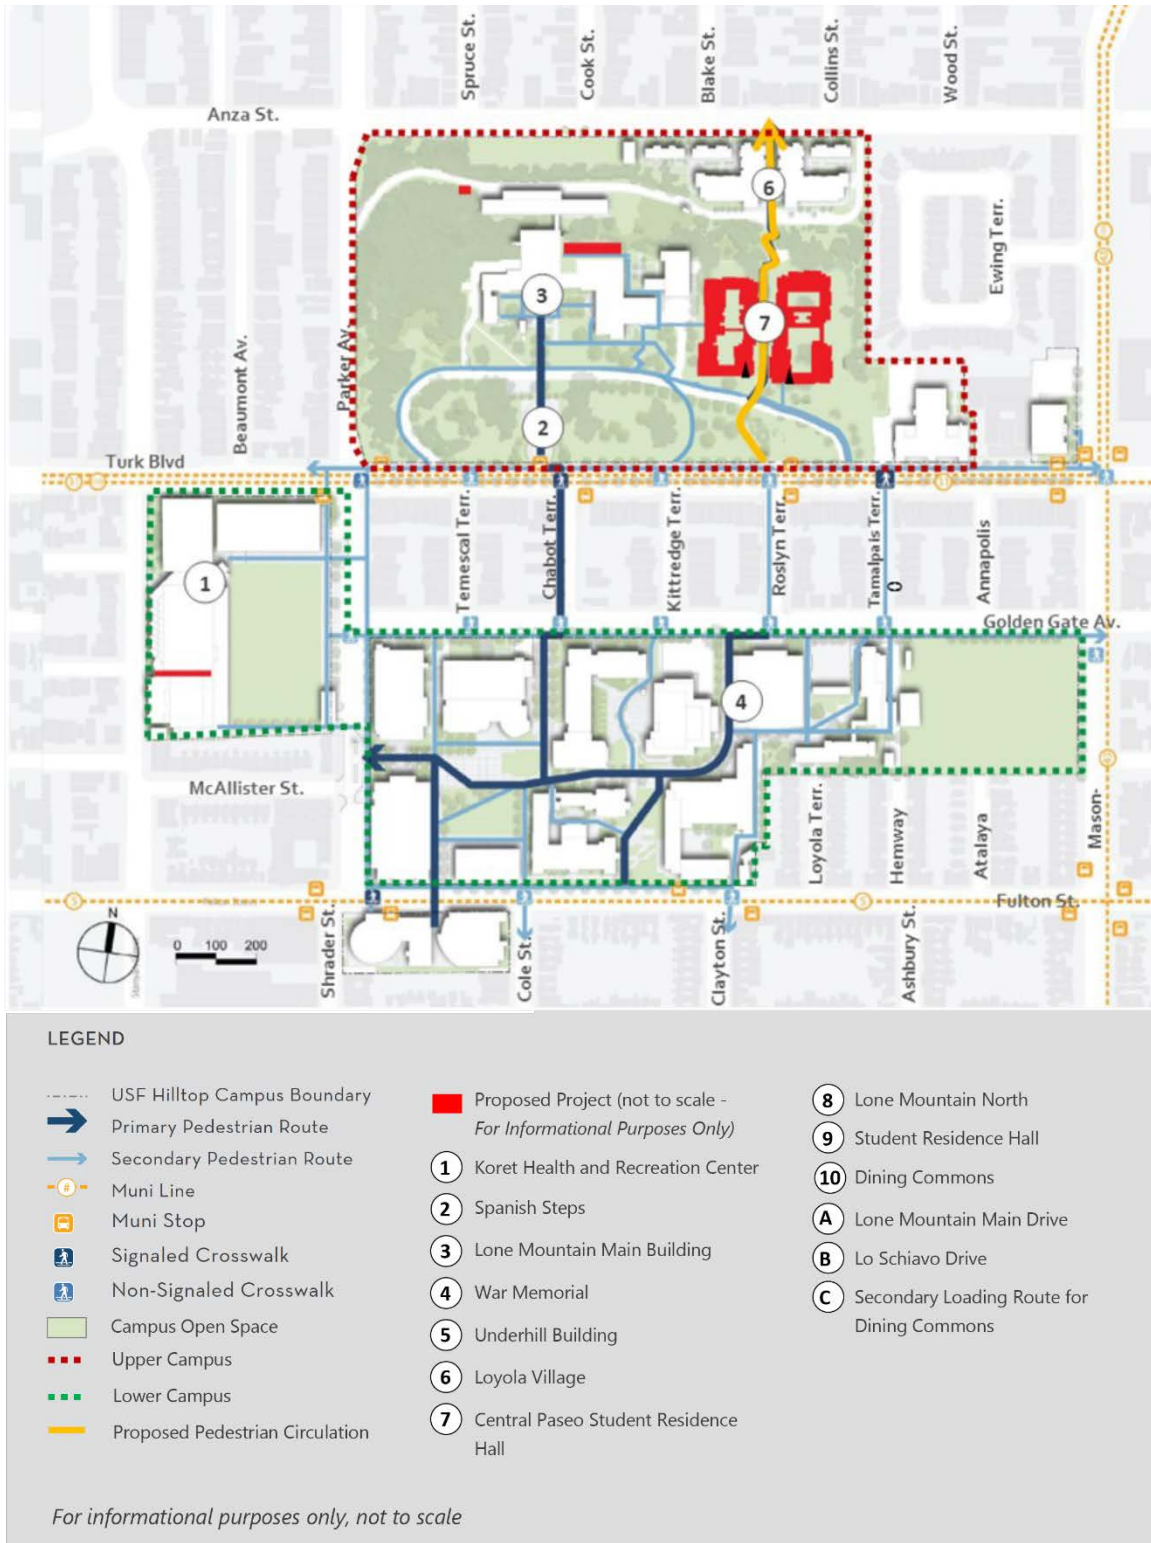 Spruce St.
Cook St.
Blake St.
Collins St.
Wood St.
Anza St.
6
Ewing Terr.
3
7
Parker Av.
Beaumont Av.
2
Turk Blvd
Temescal Terr.
Chabot Terr.
Kittredge Terr.
Roslyn Terr.
Tamalpais Terr.
Annapolis
1
Golden Gate Av.
4
McAllister St.
Loyola Terr.
Hemway
Atalaya
Mason-
5
5
Fulton St.
N
0 100 200
Shrader St.
Cole St.
Clayton St.
Ashbury St.
LEGEND
USF Hilltop Campus Boundary
Primary Pedestrian Route
Secondary Pedestrian Route
# Muni Line
Muni Stop
Signaled Crosswalk
Non-Signaled Crosswalk
Campus Open Space
Upper Campus
Lower Campus
Proposed Pedestrian Circulation
Proposed Project (not to scale -
For Informational Purposes Only)
1 Koret Health and Recreation Center
2 Spanish Steps
3 Lone Mountain Main Building
4 War Memorial
5 Underhill Building
6 Loyola Village
7 Central Paseo Student Residence
Hall
8 Lone Mountain North
9 Student Residence Hall
10 Dining Commons
A Lone Mountain Main Drive
B Lo Schiavo Drive
C Secondary Loading Route for
Dining Commons
For informational purposes only, not to scale